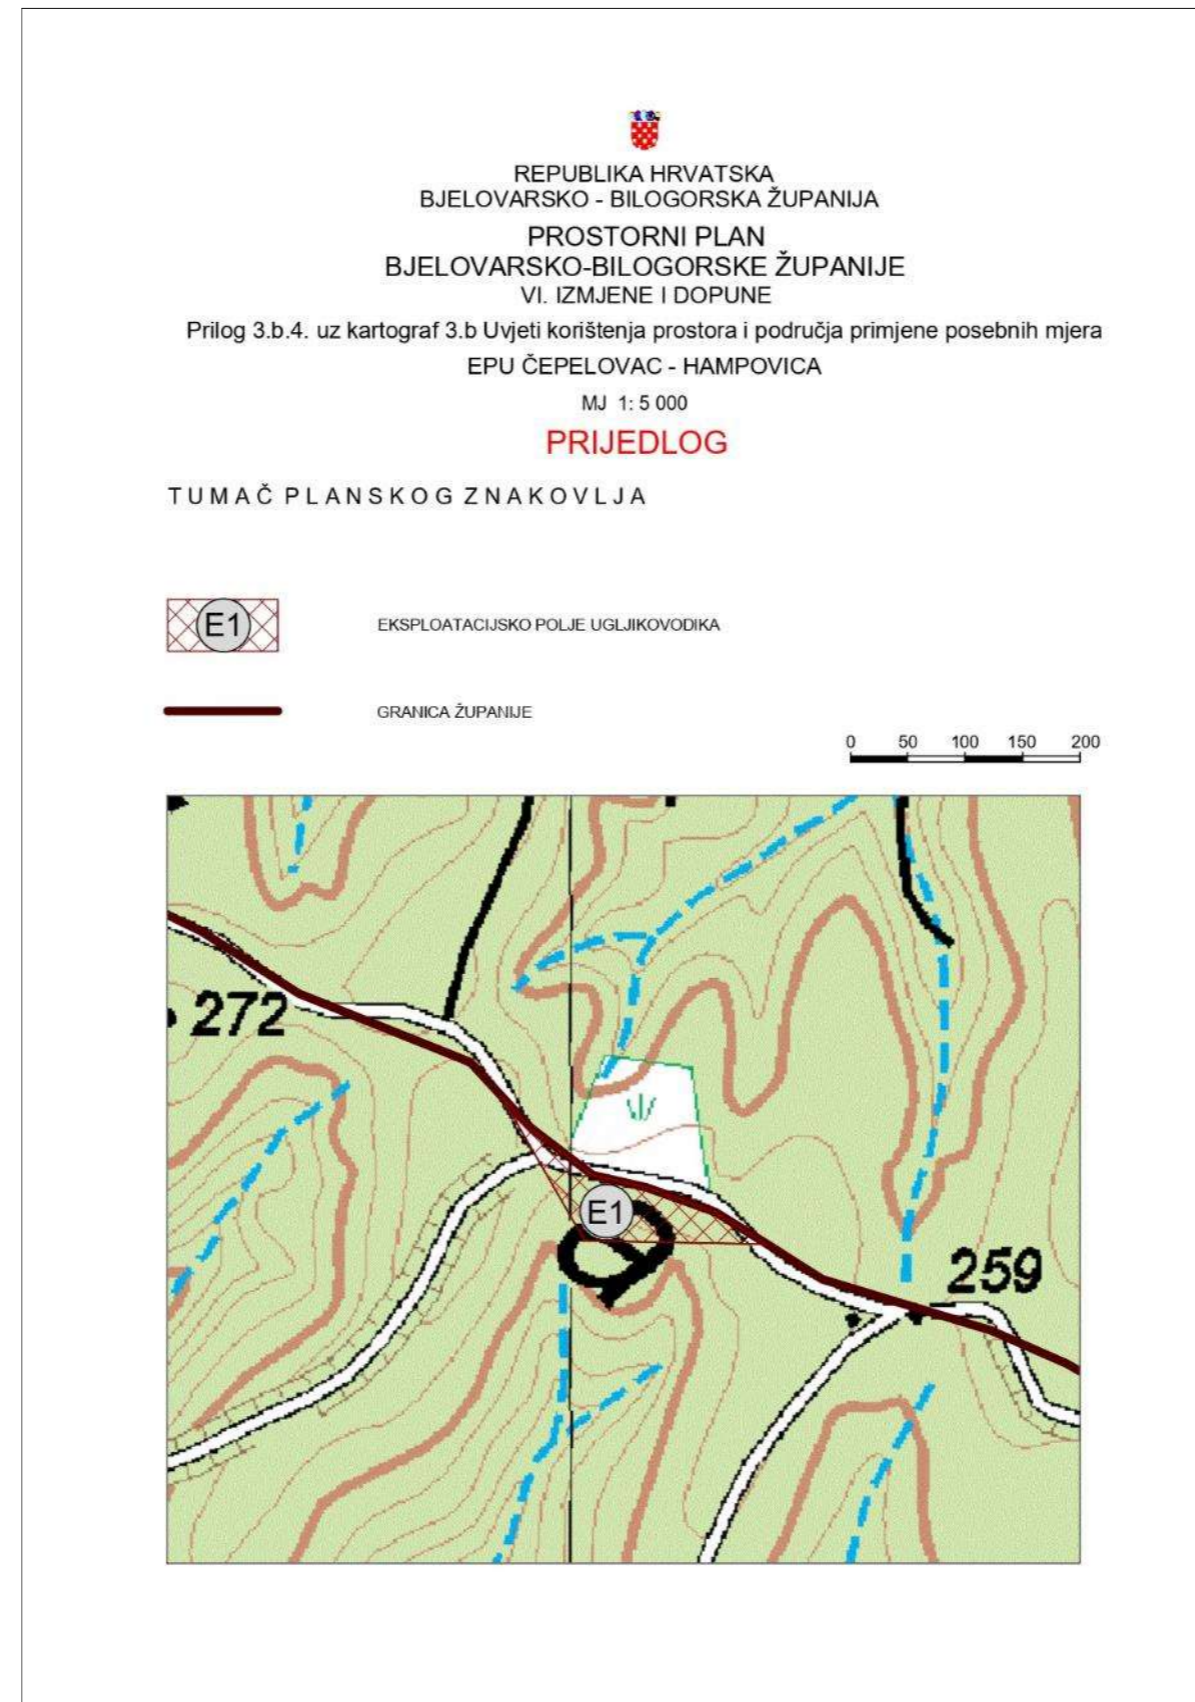 REPUBLIKA HRVATSKA
BJELOVARSKO - BILOGORSKA ŽUPANIJA
PROSTORNI PLAN
BJELOVARSKO-BILOGORSKE ŽUPANIJE
VI. IZMJENE I DOPUNE
Prilog 3.b.4. uz kartograf 3.b Uvjeti korištenja prostora i područja primjene posebnih mjera
EPU ČEPELOVAC - HAMPOVICA
MJ 1: 5 000
PRIJEDLOG
TUMAČ PLANSKOG ZNAKOVLJA
E1 EKSPLOATACIJSKO POLJE UGLJIKOVODIKA
GRANICA ŽUPANIJE
0 50 100 150 200
272
E1
259